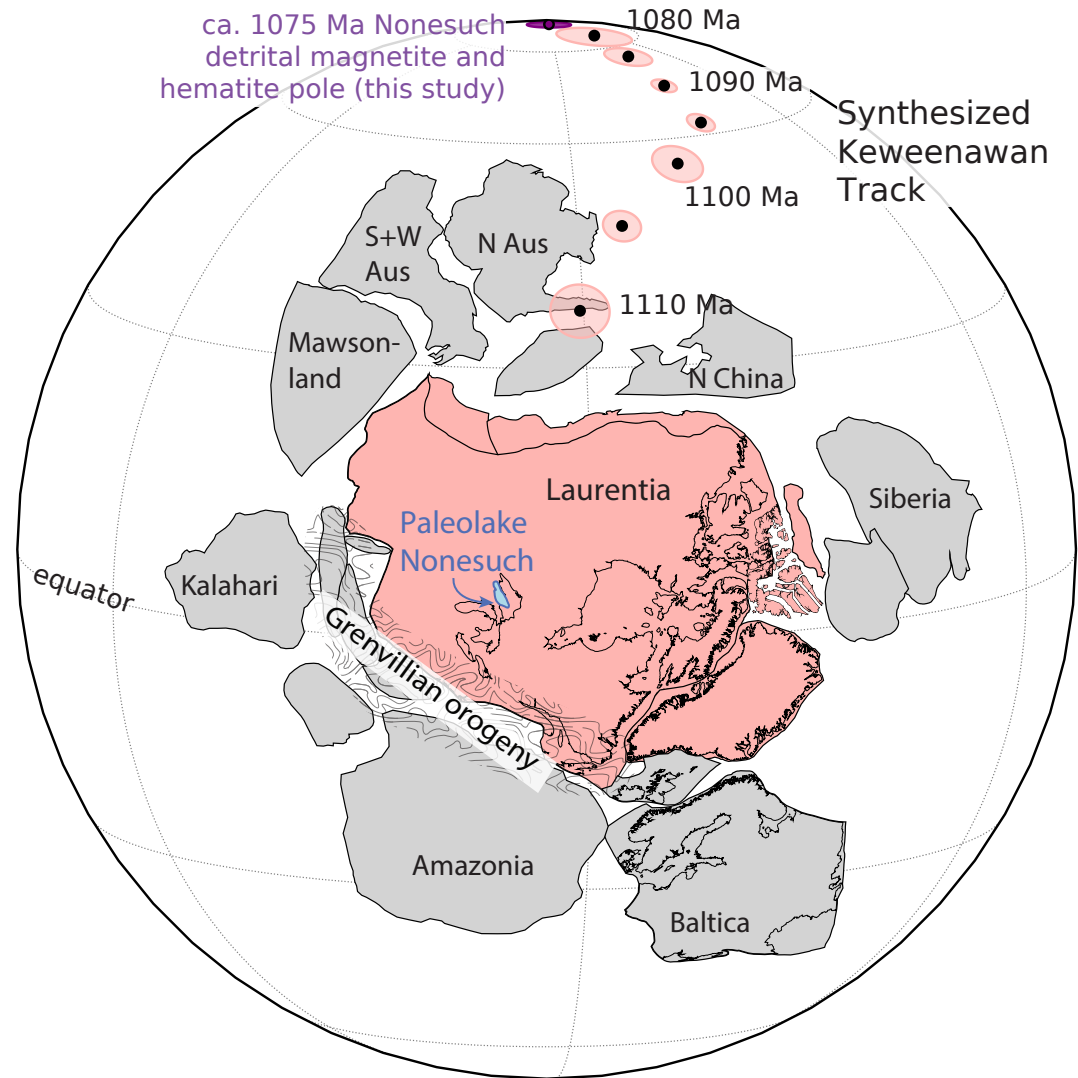 ca. 1075 Ma Nonesuch
detrital magnetite and
hematite pole (this study)
1080 Ma
1090 Ma
Synthesized
Keweenawan
Track
1100 Ma
S+W
Aus
N Aus
1110 Ma
Mawson-
land
N China
Laurentia
Siberia
Paleolake
Nonesuch
Kalahari
equator
Grenvillian orogeny
Amazonia
Baltica